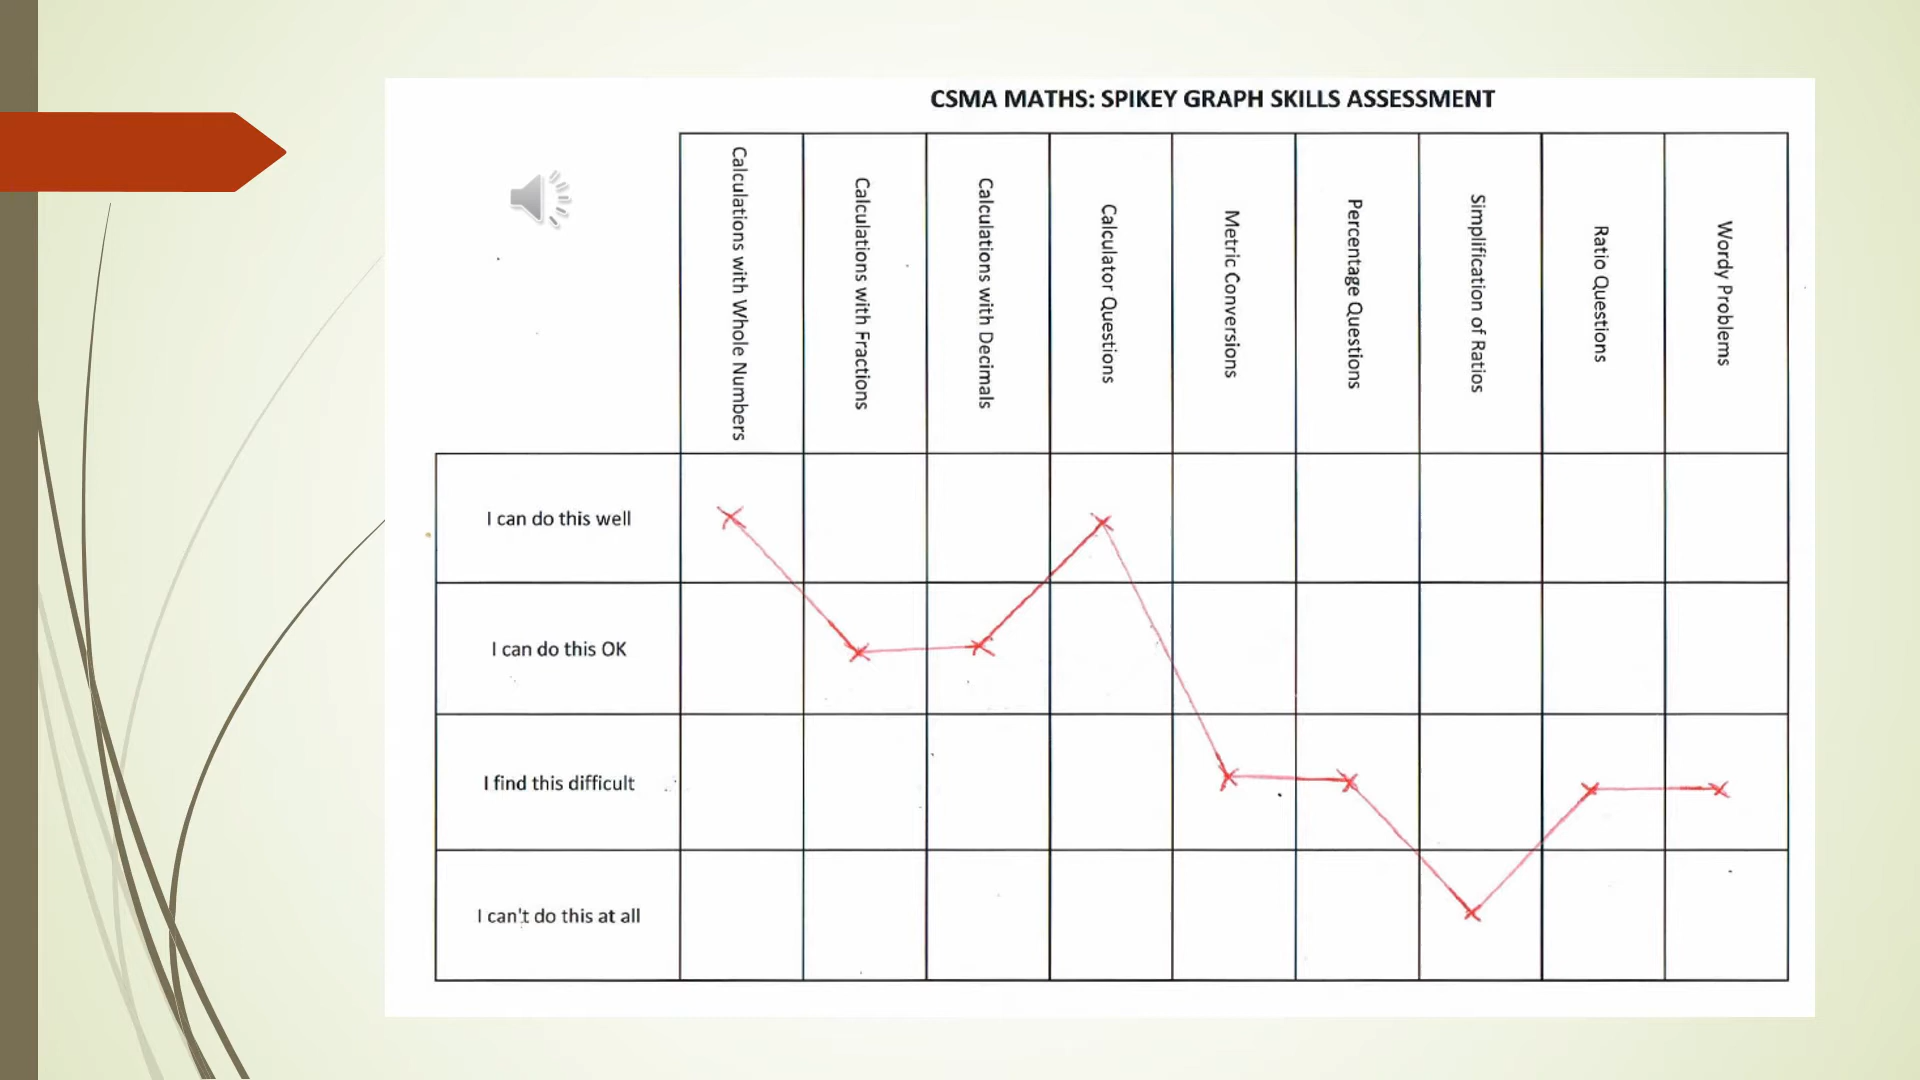 CSMA MATHS: SPIKEY GRAPH SKILLS ASSESSMENT
Calculations with Whole Numbers
Calculations with Fractions
Calculations with Decimals
Calculator Questions
Metric Conversions
Percentage Questions
Simplification of Ratios
Ratio Questions
Wordy Problems
I can do this well
I can do this OK
I find this difficult
I can't do this at all